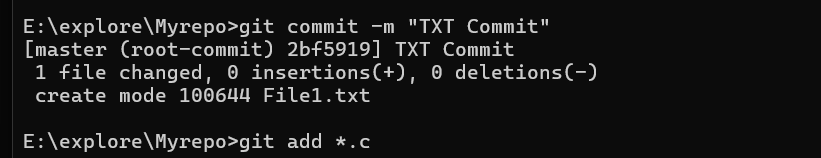 E:\explore\Myrepo>git commit -m "TXT Commit"
[master (root-commit) 2bf5919] TXT Commit
 1 file changed, 0 insertions(+), 0 deletions(-)
 create mode 100644 File1.txt
E:\explore\Myrepo>git add *.c